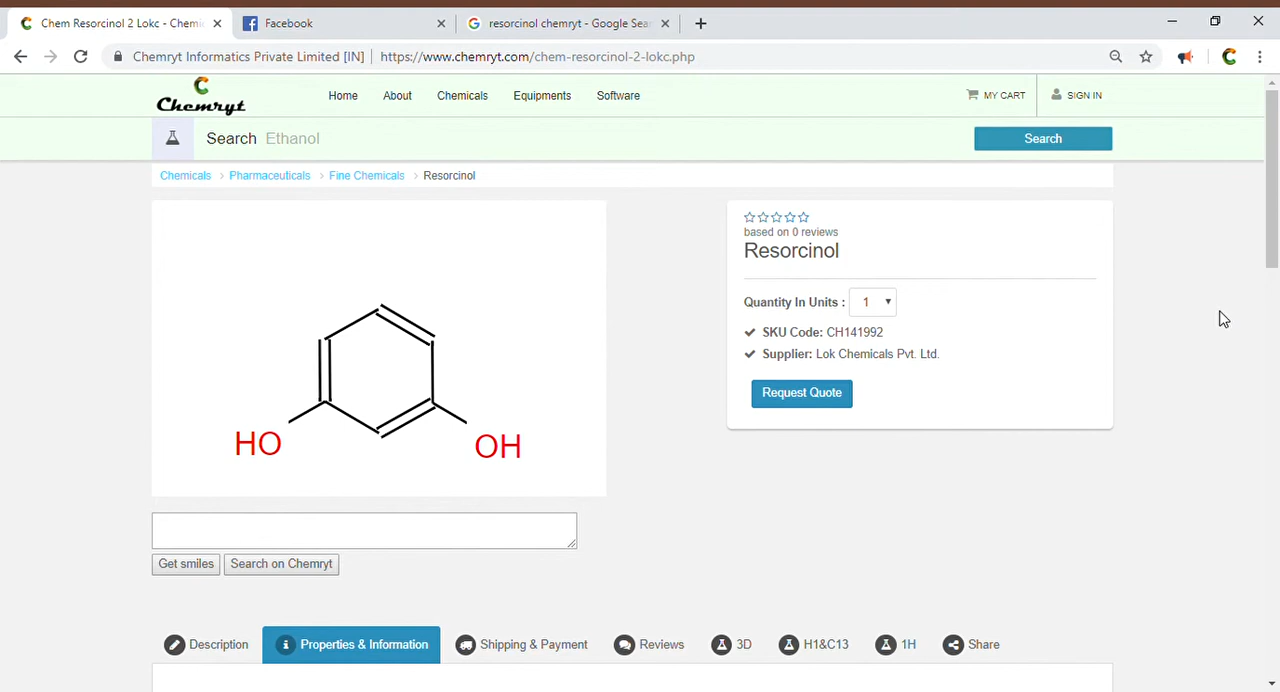 Chem Resorcinol 2 Lokc - Chemic
Facebook
resorcinol chemryt - Google Sear
Chemryt Informatics Private Limited [IN] | https://www.chemryt.com/chem-resorcinol-2-lokc.php
Chemryt
Home About Chemicals Equipments Software
MY CART
SIGN IN
Search Ethanol
Search
Chemicals > Pharmaceuticals > Fine Chemicals > Resorcinol
based on 0 reviews
Resorcinol
Quantity In Units : 1
SKU Code: CH141992
Supplier: Lok Chemicals Pvt. Ltd.
Request Quote
HO
OH
Get smiles
Search on Chemryt
Description
Properties & Information
Shipping & Payment
Reviews
3D
H1&C13
1H
Share